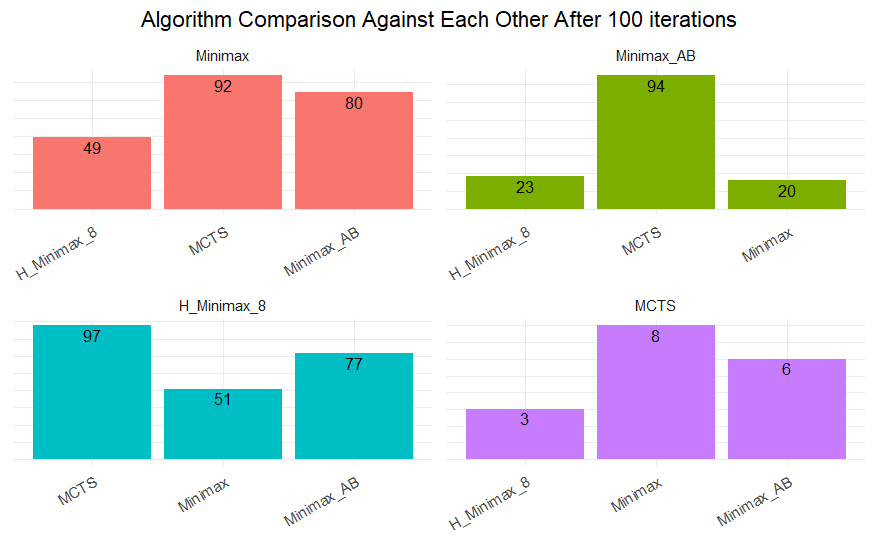 Algorithm Comparison Against Each Other After 100 iterations
Minimax
92
80
49
H_Minimax_8
MCTS
Minimax_AB
Minimax_AB
94
23
20
H_Minimax_8
MCTS
Minimax
H_Minimax_8
97
77
51
MCTS
Minimax
Minimax_AB
MCTS
8
6
3
H_Minimax_8
Minimax
Minimax_AB